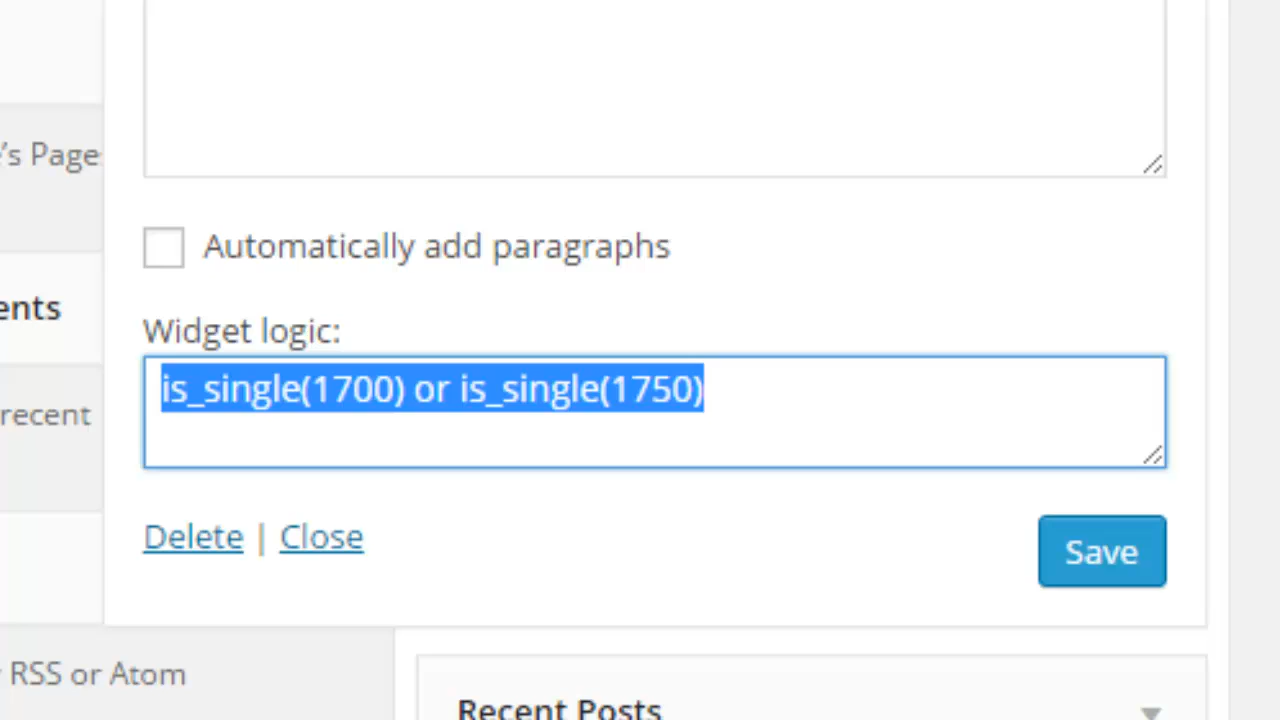 's Page
Automatically add paragraphs
ents
Widget logic:
is_single(1700) or is_single(1750)
recent
Delete | Close
Save
RSS or Atom
Recent Posts